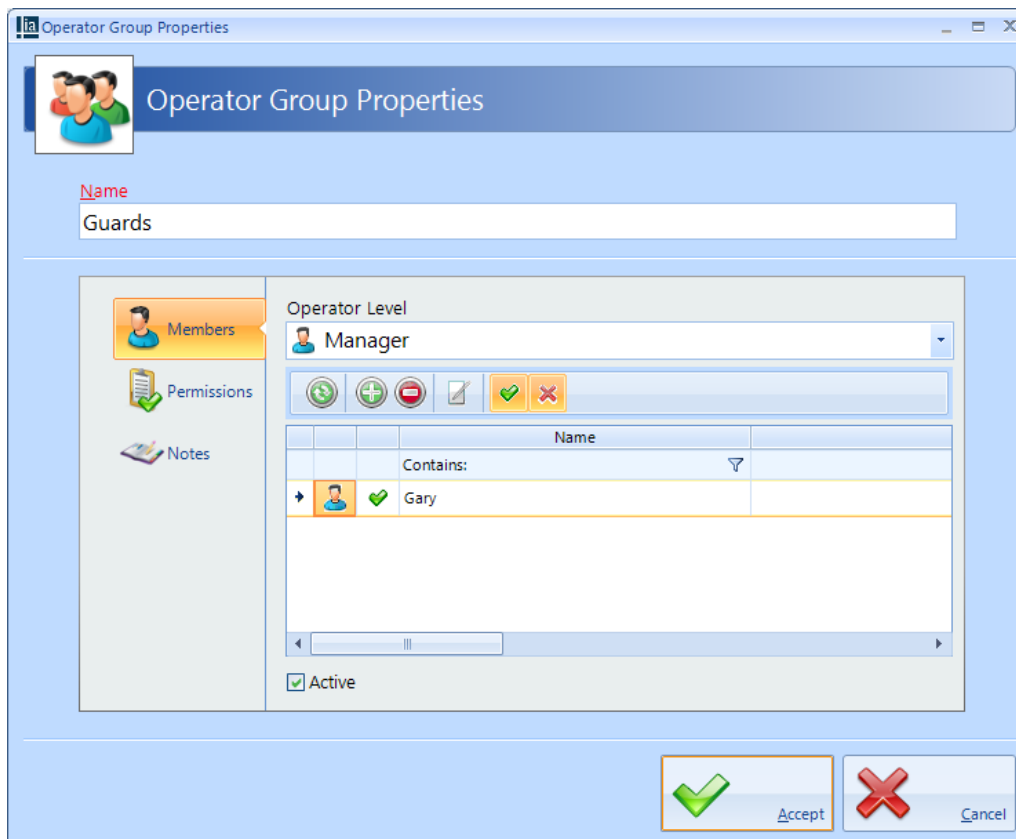 ia Operator Group Properties
Operator Group Properties
Name
Guards
Members
Permissions
Notes
Operator Level
Manager
Name
Contains:
Gary
Active
Accept
Cancel